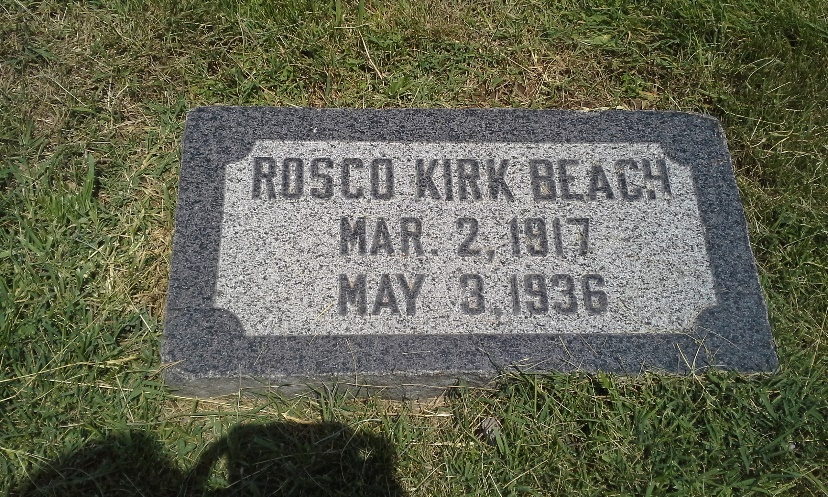 ROSCO KIRK BEACH
MAR. 2, 1917
MAY 3, 1936